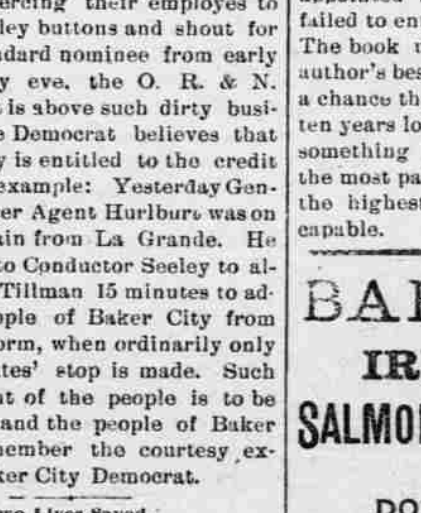 ercing their employes to
ley buttons and shout for
ndard nominee from early
y eve. the O. R. & N.
is above such dirty busi-
e Democrat believes that
y is entitled to the credit
example: Yesterday Gen-
er Agent Hurlburt was on
ain from La Grande. He
to Conductor Seeley to al-
Tillman 15 minutes to ad-
ople of Baker City from
orm, when ordinarily only
tes' stop is made. Such
nt of the people is to be
and the people of Baker
member the courtesy ex-
ker City Democrat.
failed to en
The book
author's bes
a chance th
ten years lo
something
the most pa
the highest
capable.
BA
IR
SALMO
DO